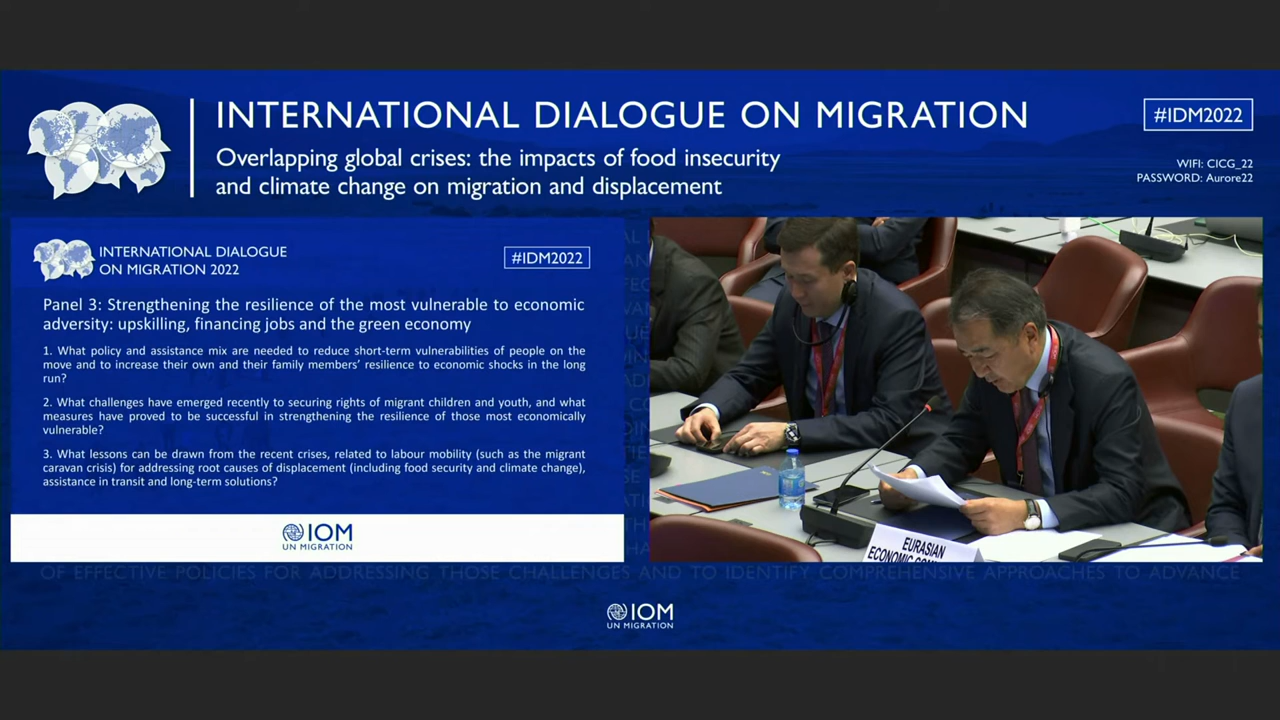 INTERNATIONAL DIALOGUE ON MIGRATION
Overlapping global crises: the impacts of food insecurity
and climate change on migration and displacement
#IDM2022
WIFI: CICG_22
PASSWORD: Aurore22
INTERNATIONAL DIALOGUE
ON MIGRATION 2022
#IDM2022
Panel 3: Strengthening the resilience of the most vulnerable to economic
adversity: upskilling, financing jobs and the green economy
1. What policy and assistance mix are needed to reduce short-term vulnerabilities of people on the
move and to increase their own and their family members' resilience to economic shocks in the long
run?
2. What challenges have emerged recently to securing rights of migrant children and youth, and what
measures have proved to be successful in strengthening the resilience of those most economically
vulnerable?
3. What lessons can be drawn from the recent crises, related to labour mobility (such as the migrant
caravan crisis) for addressing root causes of displacement (including food security and climate change),
assistance in transit and long-term solutions?
IOM
UN MIGRATION
EURASIAN
ECONOMIC
OF EFFECTIVE POLICIES FOR ADDRESSING THOSE CHALLENGES AND TO IDENTIFY COMPREHENSIVE APPROACHES TO ADVANCE
IOM
UN MIGRATION